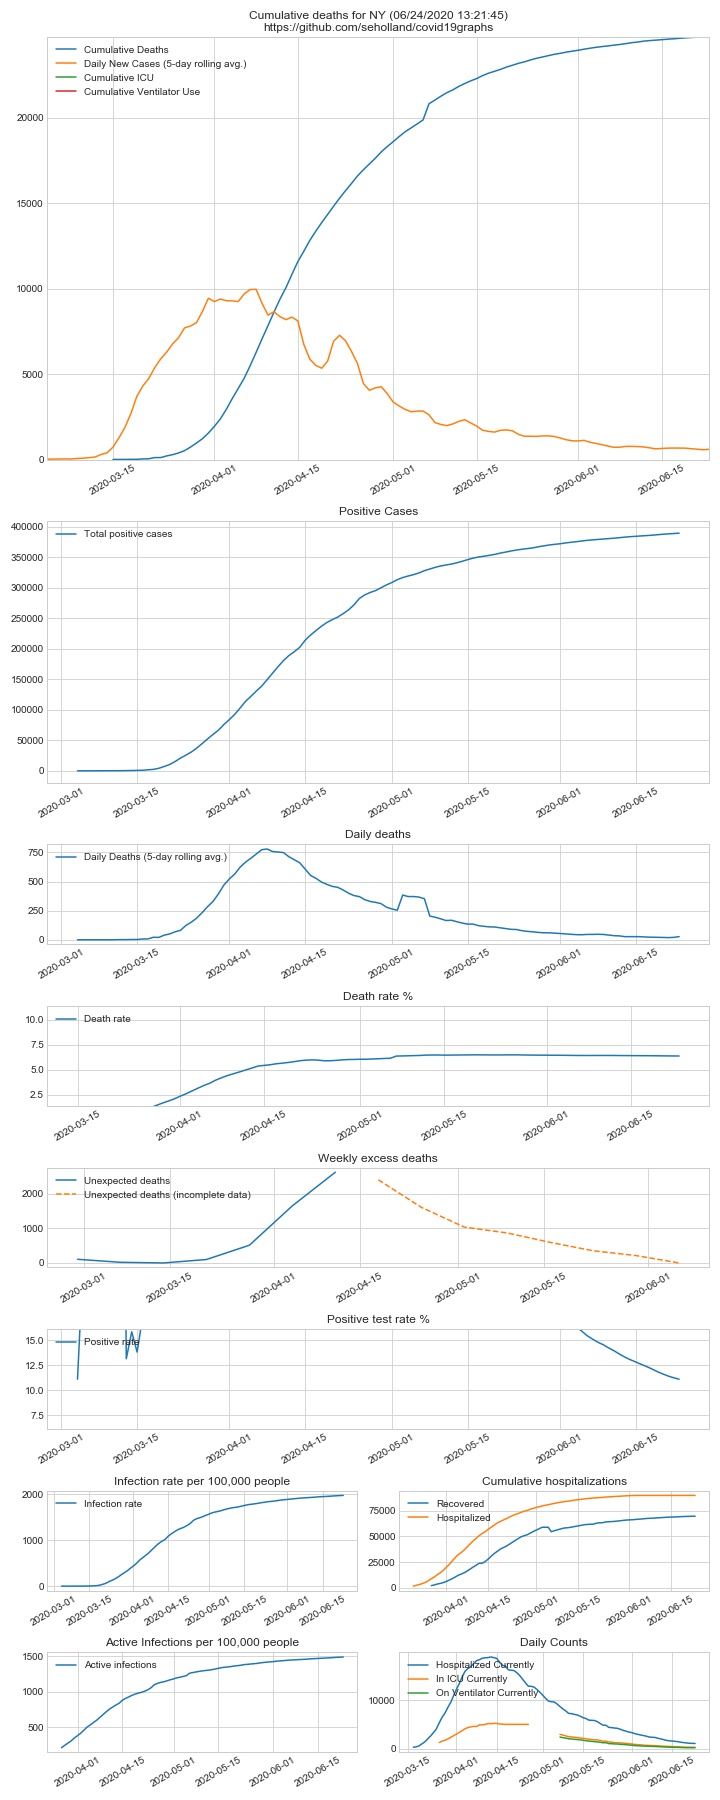 Cumulative deaths for NY (06/24/2020 13:21:45)
https://github.com/seholland/covid19graphs
Cumulative Deaths
Daily New Cases (5-day rolling avg.)
Cumulative ICU
Cumulative Ventilator Use
20000
15000
10000
5000
0
2020-03-15 2020-04-01 2020-04-15 2020-05-01 2020-05-15 2020-06-01 2020-06-15
Positive Cases
Total positive cases
400000
350000
300000
250000
200000
150000
100000
50000
0
2020-03-01 2020-03-15 2020-04-01 2020-04-15 2020-05-01 2020-05-15 2020-06-01 2020-06-15
Daily deaths
Daily Deaths (5-day rolling avg.)
750
500
250
0
2020-03-01 2020-03-15 2020-04-01 2020-04-15 2020-05-01 2020-05-15 2020-06-01 2020-06-15
Death rate %
Death rate
10.0
7.5
5.0
2.5
2020-03-15 2020-04-01 2020-04-15 2020-05-01 2020-05-15 2020-06-01 2020-06-15
Weekly excess deaths
Unexpected deaths
Unexpected deaths (incomplete data)
2000
1000
0
2020-03-01 2020-03-15 2020-04-01 2020-04-15 2020-05-01 2020-05-15 2020-06-01
Positive test rate %
Positive rate
15.0
12.5
10.0
7.5
2020-03-01 2020-03-15 2020-04-01 2020-04-15 2020-05-01 2020-05-15 2020-06-01 2020-06-15
Infection rate per 100,000 people
Infection rate
2000
1000
0
2020-03-01 2020-03-15 2020-04-01 2020-04-15 2020-05-01 2020-05-15 2020-06-01 2020-06-15
Cumulative hospitalizations
Recovered
Hospitalized
75000
50000
25000
0
2020-04-01 2020-04-15 2020-05-01 2020-05-15 2020-06-01 2020-06-15
Active Infections per 100,000 people
Active infections
1500
1000
500
2020-04-01 2020-04-15 2020-05-01 2020-05-15 2020-06-01 2020-06-15
Daily Counts
Hospitalized Currently
In ICU Currently
On Ventilator Currently
10000
0
2020-03-15 2020-04-01 2020-04-15 2020-05-01 2020-05-15 2020-06-01 2020-06-15